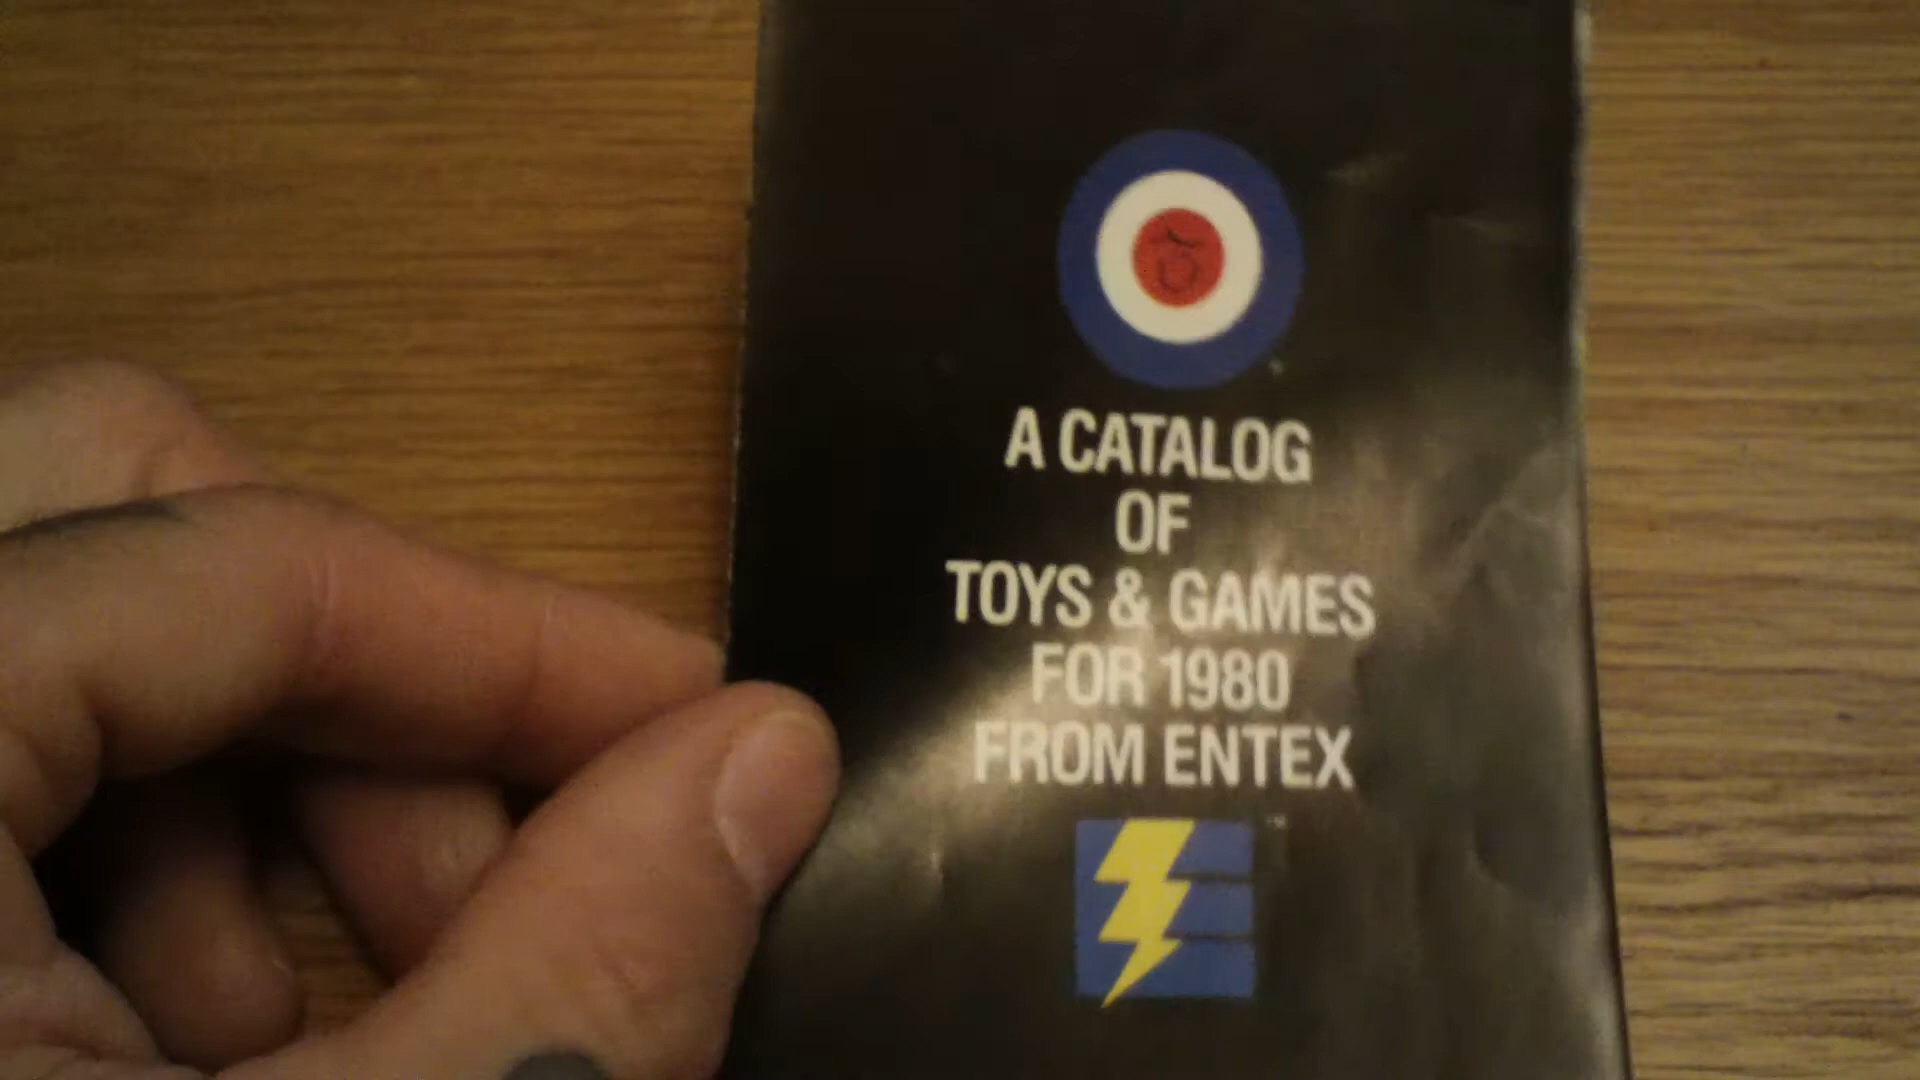 A CATALOG
OF
TOYS & GAMES
FOR 1980
FROM ENTEX